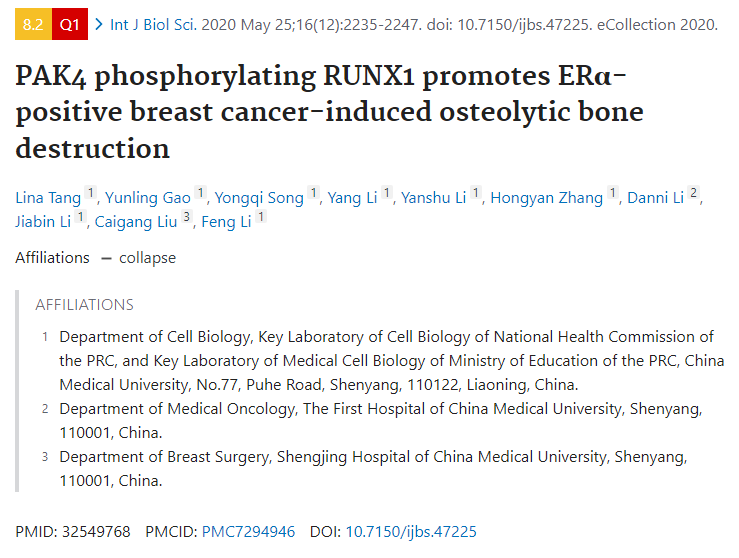 8.2 Q1 > Int J Biol Sci. 2020 May 25;16(12):2235-2247. doi: 10.7150/ijbs.47225. eCollection 2020.
PAK4 phosphorylating RUNX1 promotes ERα-
positive breast cancer-induced osteolytic bone
destruction
Lina Tang 1, Yunling Gao 1, Yongqi Song 1, Yang Li 1, Yanshu Li 1, Hongyan Zhang 1, Danni Li 2,
Jiabin Li 1, Caigang Liu 3, Feng Li 1
Affiliations — collapse
AFFILIATIONS
1 Department of Cell Biology, Key Laboratory of Cell Biology of National Health Commission of
the PRC, and Key Laboratory of Medical Cell Biology of Ministry of Education of the PRC, China
Medical University, No.77, Puhe Road, Shenyang, 110122, Liaoning, China.
2 Department of Medical Oncology, The First Hospital of China Medical University, Shenyang,
110001, China.
3 Department of Breast Surgery, Shengjing Hospital of China Medical University, Shenyang,
110001, China.
PMID: 32549768 PMCID: PMC7294946 DOI: 10.7150/ijbs.47225